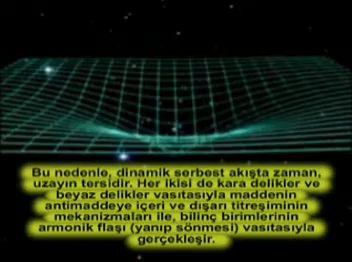 Bu nedenle, dinamik serbest akışta zaman,
uzayın tersidir. Her ikisi de kara delikler ve
beyaz delikler vasıtasıyla maddenin
antimaddeye içeri ve dışarı titreşiminin
mekanizmaları ile, bilinç birimlerinin
armonik flaşı (yanıp sönmesi) vasıtasıyla
gerçekleşir.